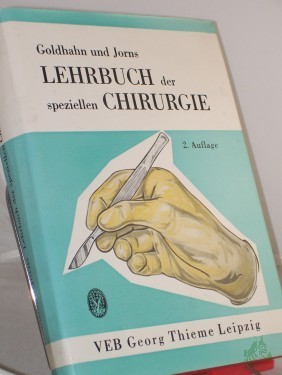 Goldhahn und Jorns
LEHRBUCH der
speziellen CHIRURGIE
2. Auflage
VEB Georg Thieme Leipzig